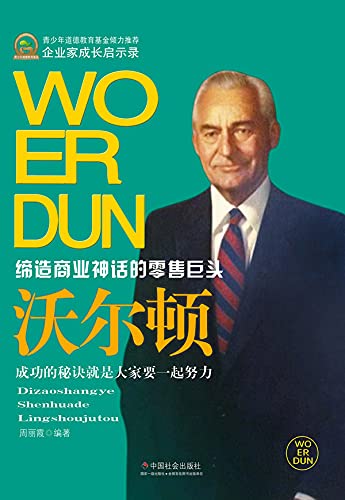 青少年道德教育基金倾力推荐
企业家成长启示录
WO
ER
DUN
缔造商业神话的零售巨头
沃尔顿
成功的秘诀就是大家要一起努力
Dizaoshangye
Shenhuade
Lingshoujutou
周丽霞◎编著
WO
ER
DUN
中国社会出版社